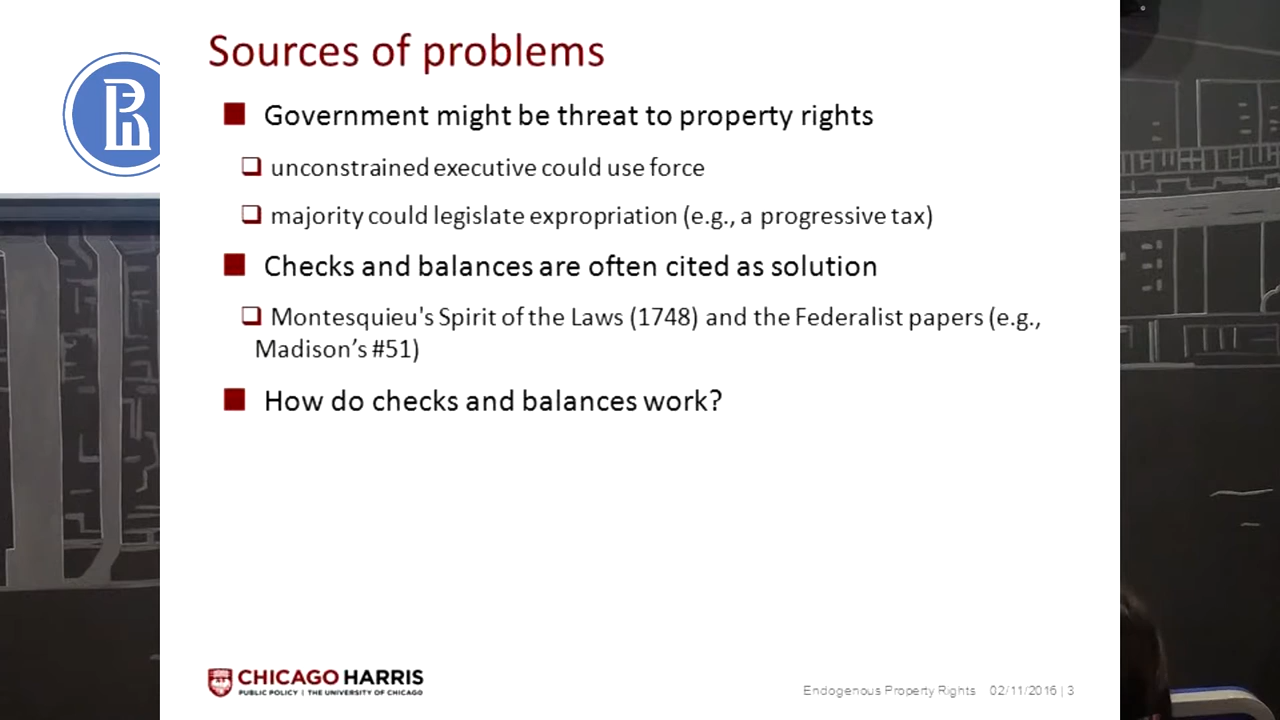 Sources of problems
Government might be threat to property rights
unconstrained executive could use force
majority could legislate expropriation (e.g., a progressive tax)
Checks and balances are often cited as solution
Montesquieu's Spirit of the Laws (1748) and the Federalist papers (e.g.,
Madison's #51)
How do checks and balances work?
CHICAGO HARRIS
PUBLIC POLICY | THE UNIVERSITY OF CHICAGO
Endogenous Property Rights 02/11/2016 | 3